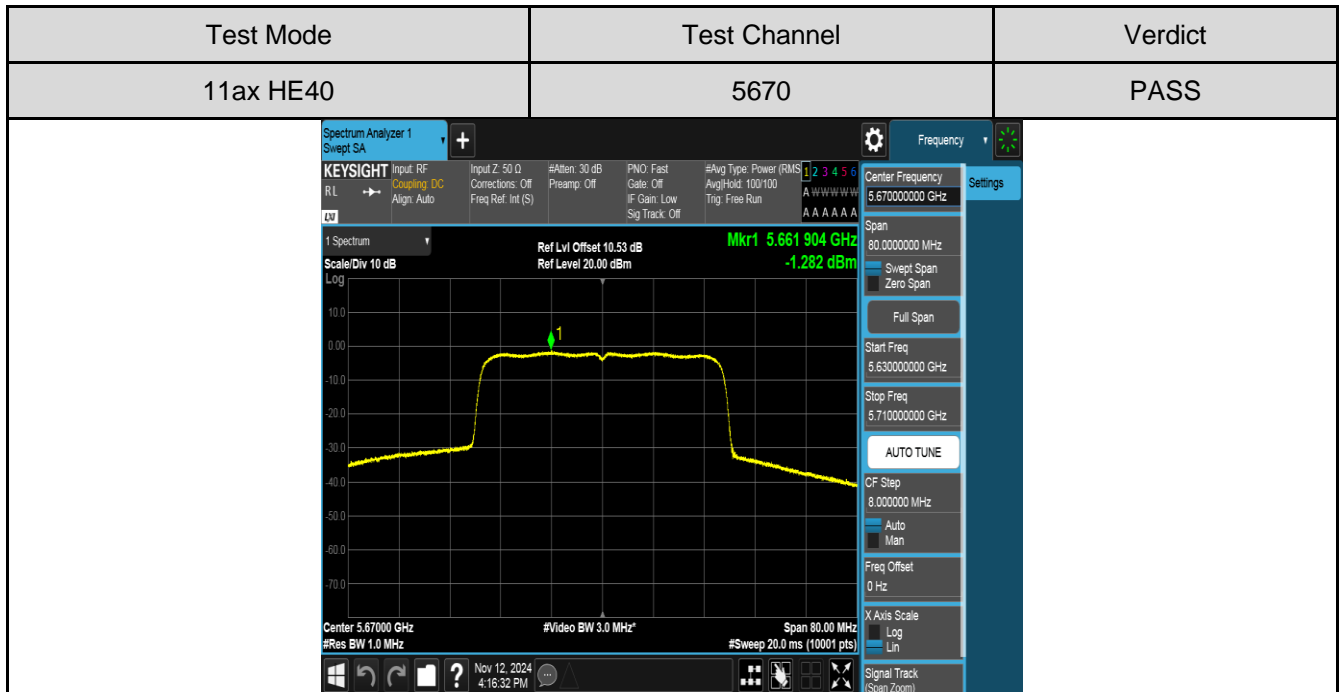 Test Mode Test Channel Verdict
11ax HE40 5670 PASS
Spectrum Analyzer 1
Swept SA
+
Frequency
KEYSIGHT Input: RF Input Z: 50 Ω #Atten: 30 dB PNO: Fast #Avg Type: Power (RMS 1 2 3 4 5 6
RL Coupling: DC Corrections: Off Preamp: Off Gate: Off Avg|Hold: 100/100 A W W W W W
Align: Auto Freq Ref: Int (S) IF Gain: Low Trig: Free Run
LXI Sig Track: Off A A A A A A
1 Spectrum Ref Lvl Offset 10.53 dB Mkr1 5.661 904 GHz
Scale/Div 10 dB Ref Level 20.00 dBm -1.282 dBm
Log
10.0
1
0.00
-10.0
-20.0
-30.0
-40.0
-50.0
-60.0
-70.0
Center 5.67000 GHz #Video BW 3.0 MHz* Span 80.00 MHz
#Res BW 1.0 MHz #Sweep 20.0 ms (10001 pts)
?
Nov 12, 2024
4:16:32 PM
Center Frequency
5.670000000 GHz
Settings
Span
80.0000000 MHz
Swept Span
Zero Span
Full Span
Start Freq
5.630000000 GHz
Stop Freq
5.710000000 GHz
AUTO TUNE
CF Step
8.000000 MHz
Auto
Man
Freq Offset
0 Hz
X Axis Scale
Log
Lin
Signal Track
(Span Zoom)